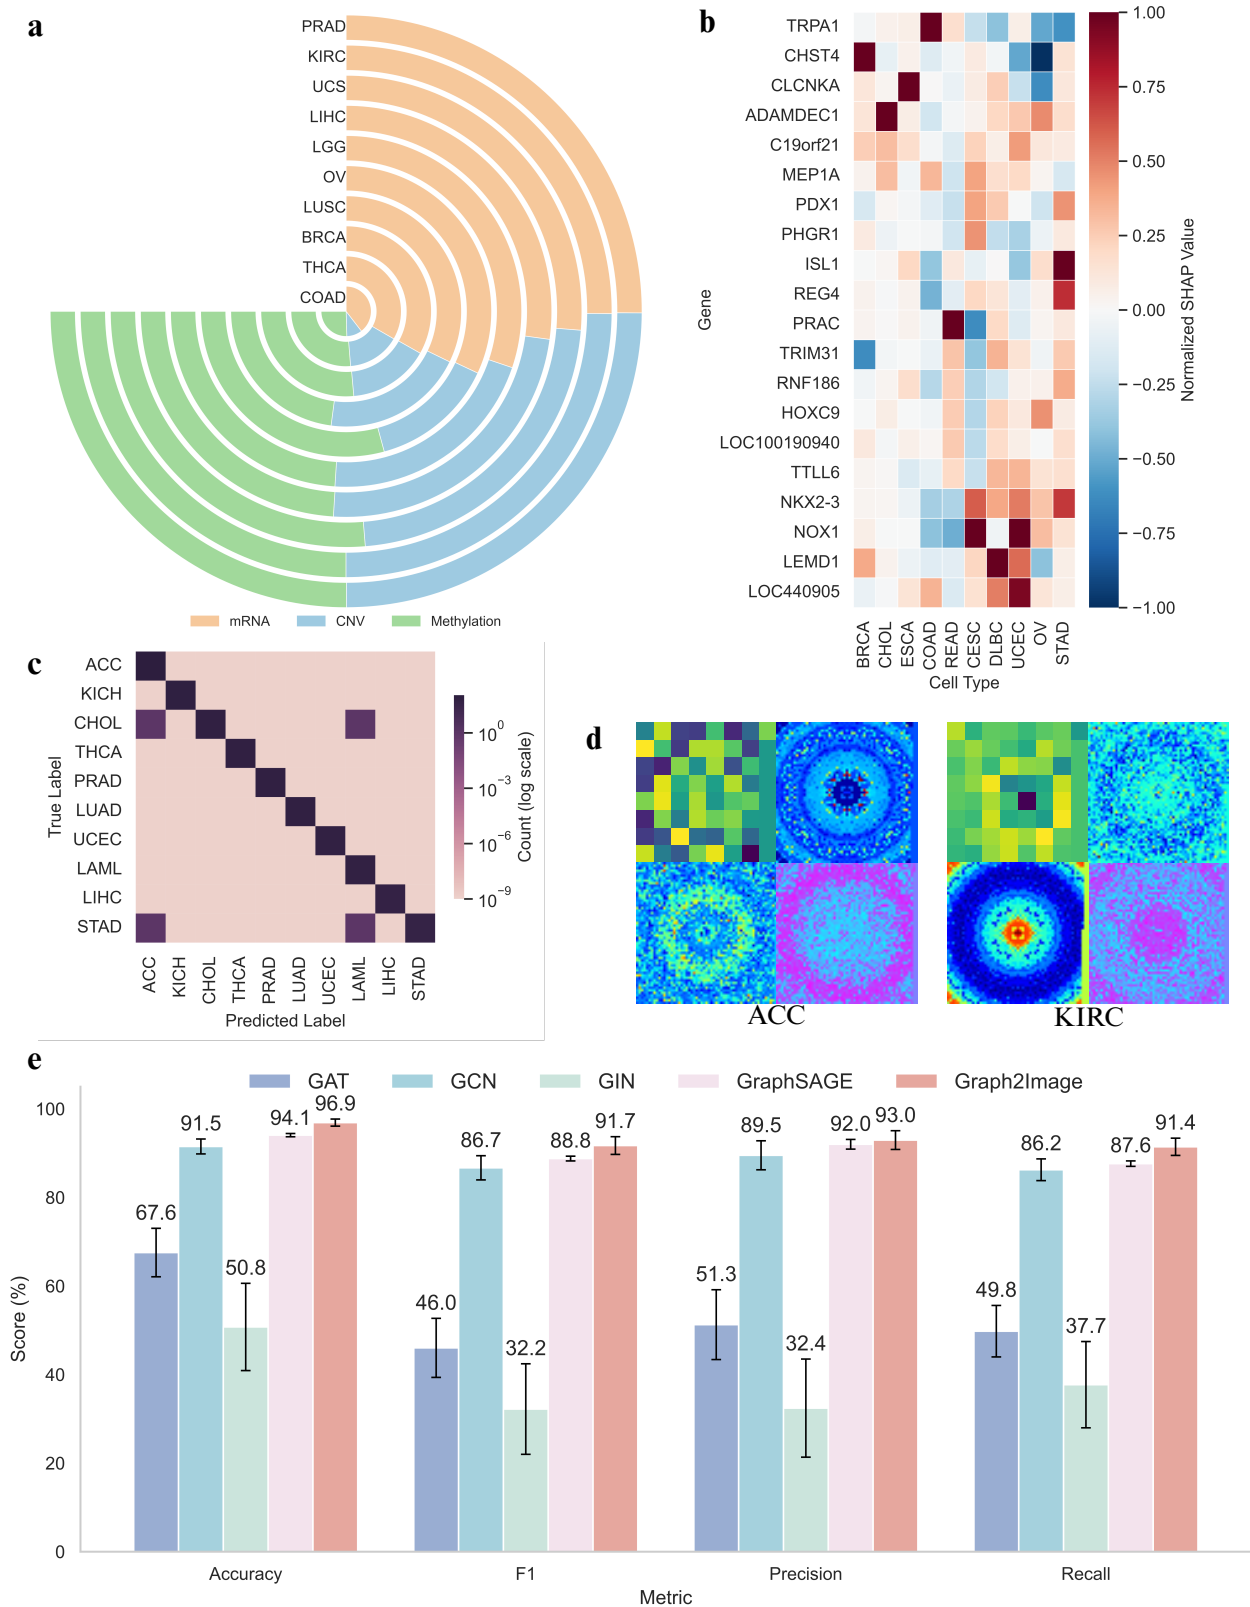 a
PRAD
KIRC
UCS
LIHC
LGG
OV
LUSC
BRCA
THCA
COAD
mRNA CNV Methylation
b
Gene
TRPA1
CHST4
CLCNKA
ADAMDEC1
C19orf21
MEP1A
PDX1
PHGR1
ISL1
REG4
PRAC
TRIM31
RNF186
HOXC9
LOC100190940
TTLL6
NKX2-3
NOX1
LEMD1
LOC440905
BRCA CHOL ESCA COAD READ CESC DLBC UCEC OV STAD
Cell Type
1.00
0.75
0.50
0.25
0.00
−0.25
−0.50
−0.75
−1.00
Normalized SHAP Value
c
True Label
ACC
KICH
CHOL
THCA
PRAD
LUAD
UCEC
LAML
LIHC
STAD
ACC KICH CHOL THCA PRAD LUAD UCEC LAML LIHC STAD
Predicted Label
10^0
10^−3
10^−6
10^−9
Count (log scale)
d
ACC KIRC
e
GAT GCN GIN GraphSAGE Graph2Image
Score (%)
100
80
60
40
20
0
67.6 91.5 50.8 94.1 96.9
46.0 86.7 32.2 88.8 91.7
51.3 89.5 32.4 92.0 93.0
49.8 86.2 37.7 87.6 91.4
Accuracy F1 Precision Recall
Metric